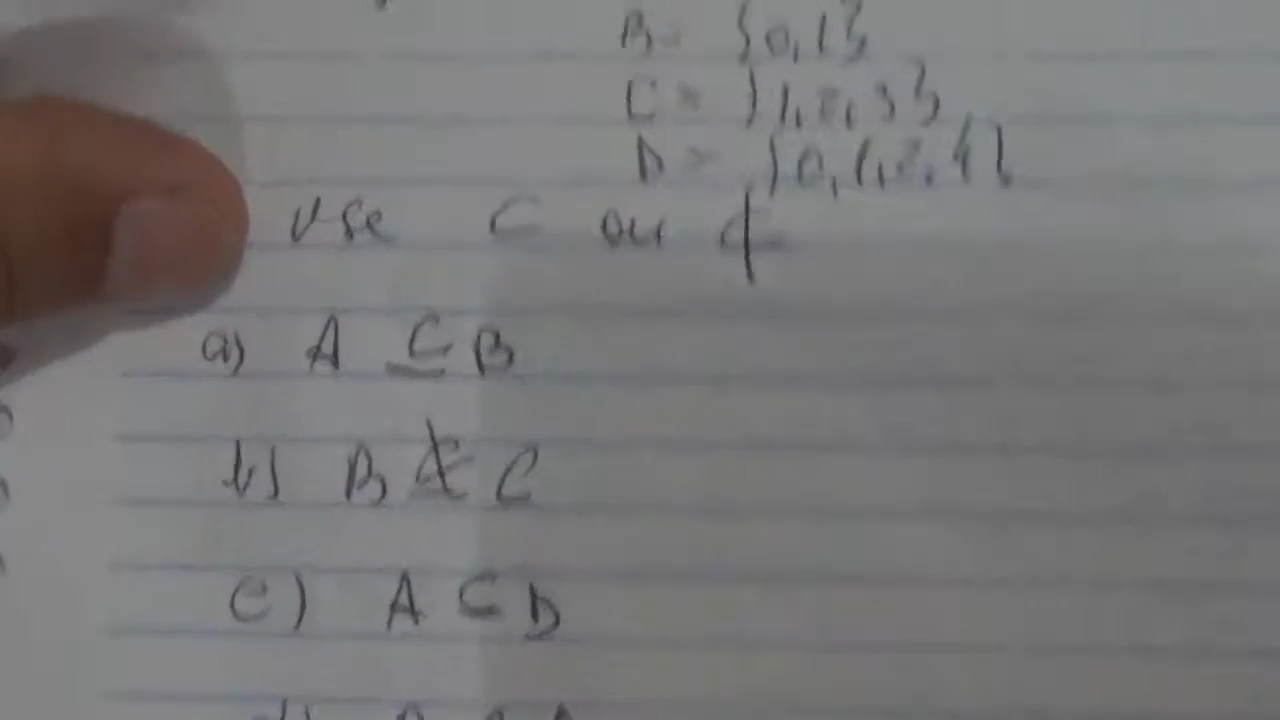 B = {0,1}
C = {1,2,3}
D = {0,1,2,4}
Use ⊂ ou ⊄
a) A ⊂ B
b) B ⊄ C
c) A ⊂ D